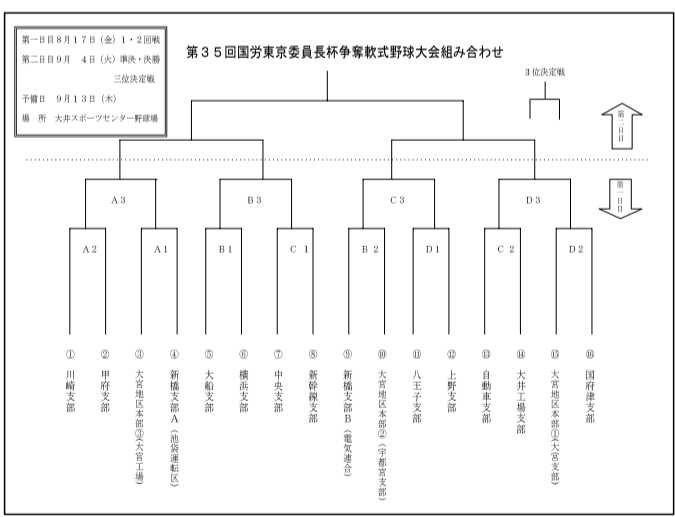 第一日目８月１７日（金）１・２回戦
第二日目９月　４日（火）準決・決勝
三位決定戦
予備日　９月１３日（木）
場　所　大井スポーツセンター野球場
第３５回国労東京委員長杯争奪軟式野球大会組み合わせ
３位決定戦
第二日目
第一日目
Ａ３
Ｂ３
Ｃ３
Ｄ３
Ａ２
Ａ１
Ｂ１
Ｃ　１
Ｂ　２
Ｄ１
Ｃ　２
Ｄ２
①　川崎支部
②　甲府支部
③　大宮地区本部③(大宮工場)
④　新橋支部Ａ（池袋運転区）
⑤　大船支部
⑥　横浜支部
⑦　中央支部
⑧　新幹線支部
⑨　新橋支部Ｂ（電気連合）
⑩　大宮地区本部②（宇都宮支部）
⑪　八王子支部
⑫　上野支部
⑬　自動車支部
⑭　大井工場支部
⑮　大宮地区本部①(大宮支部)
⑯　国府津支部